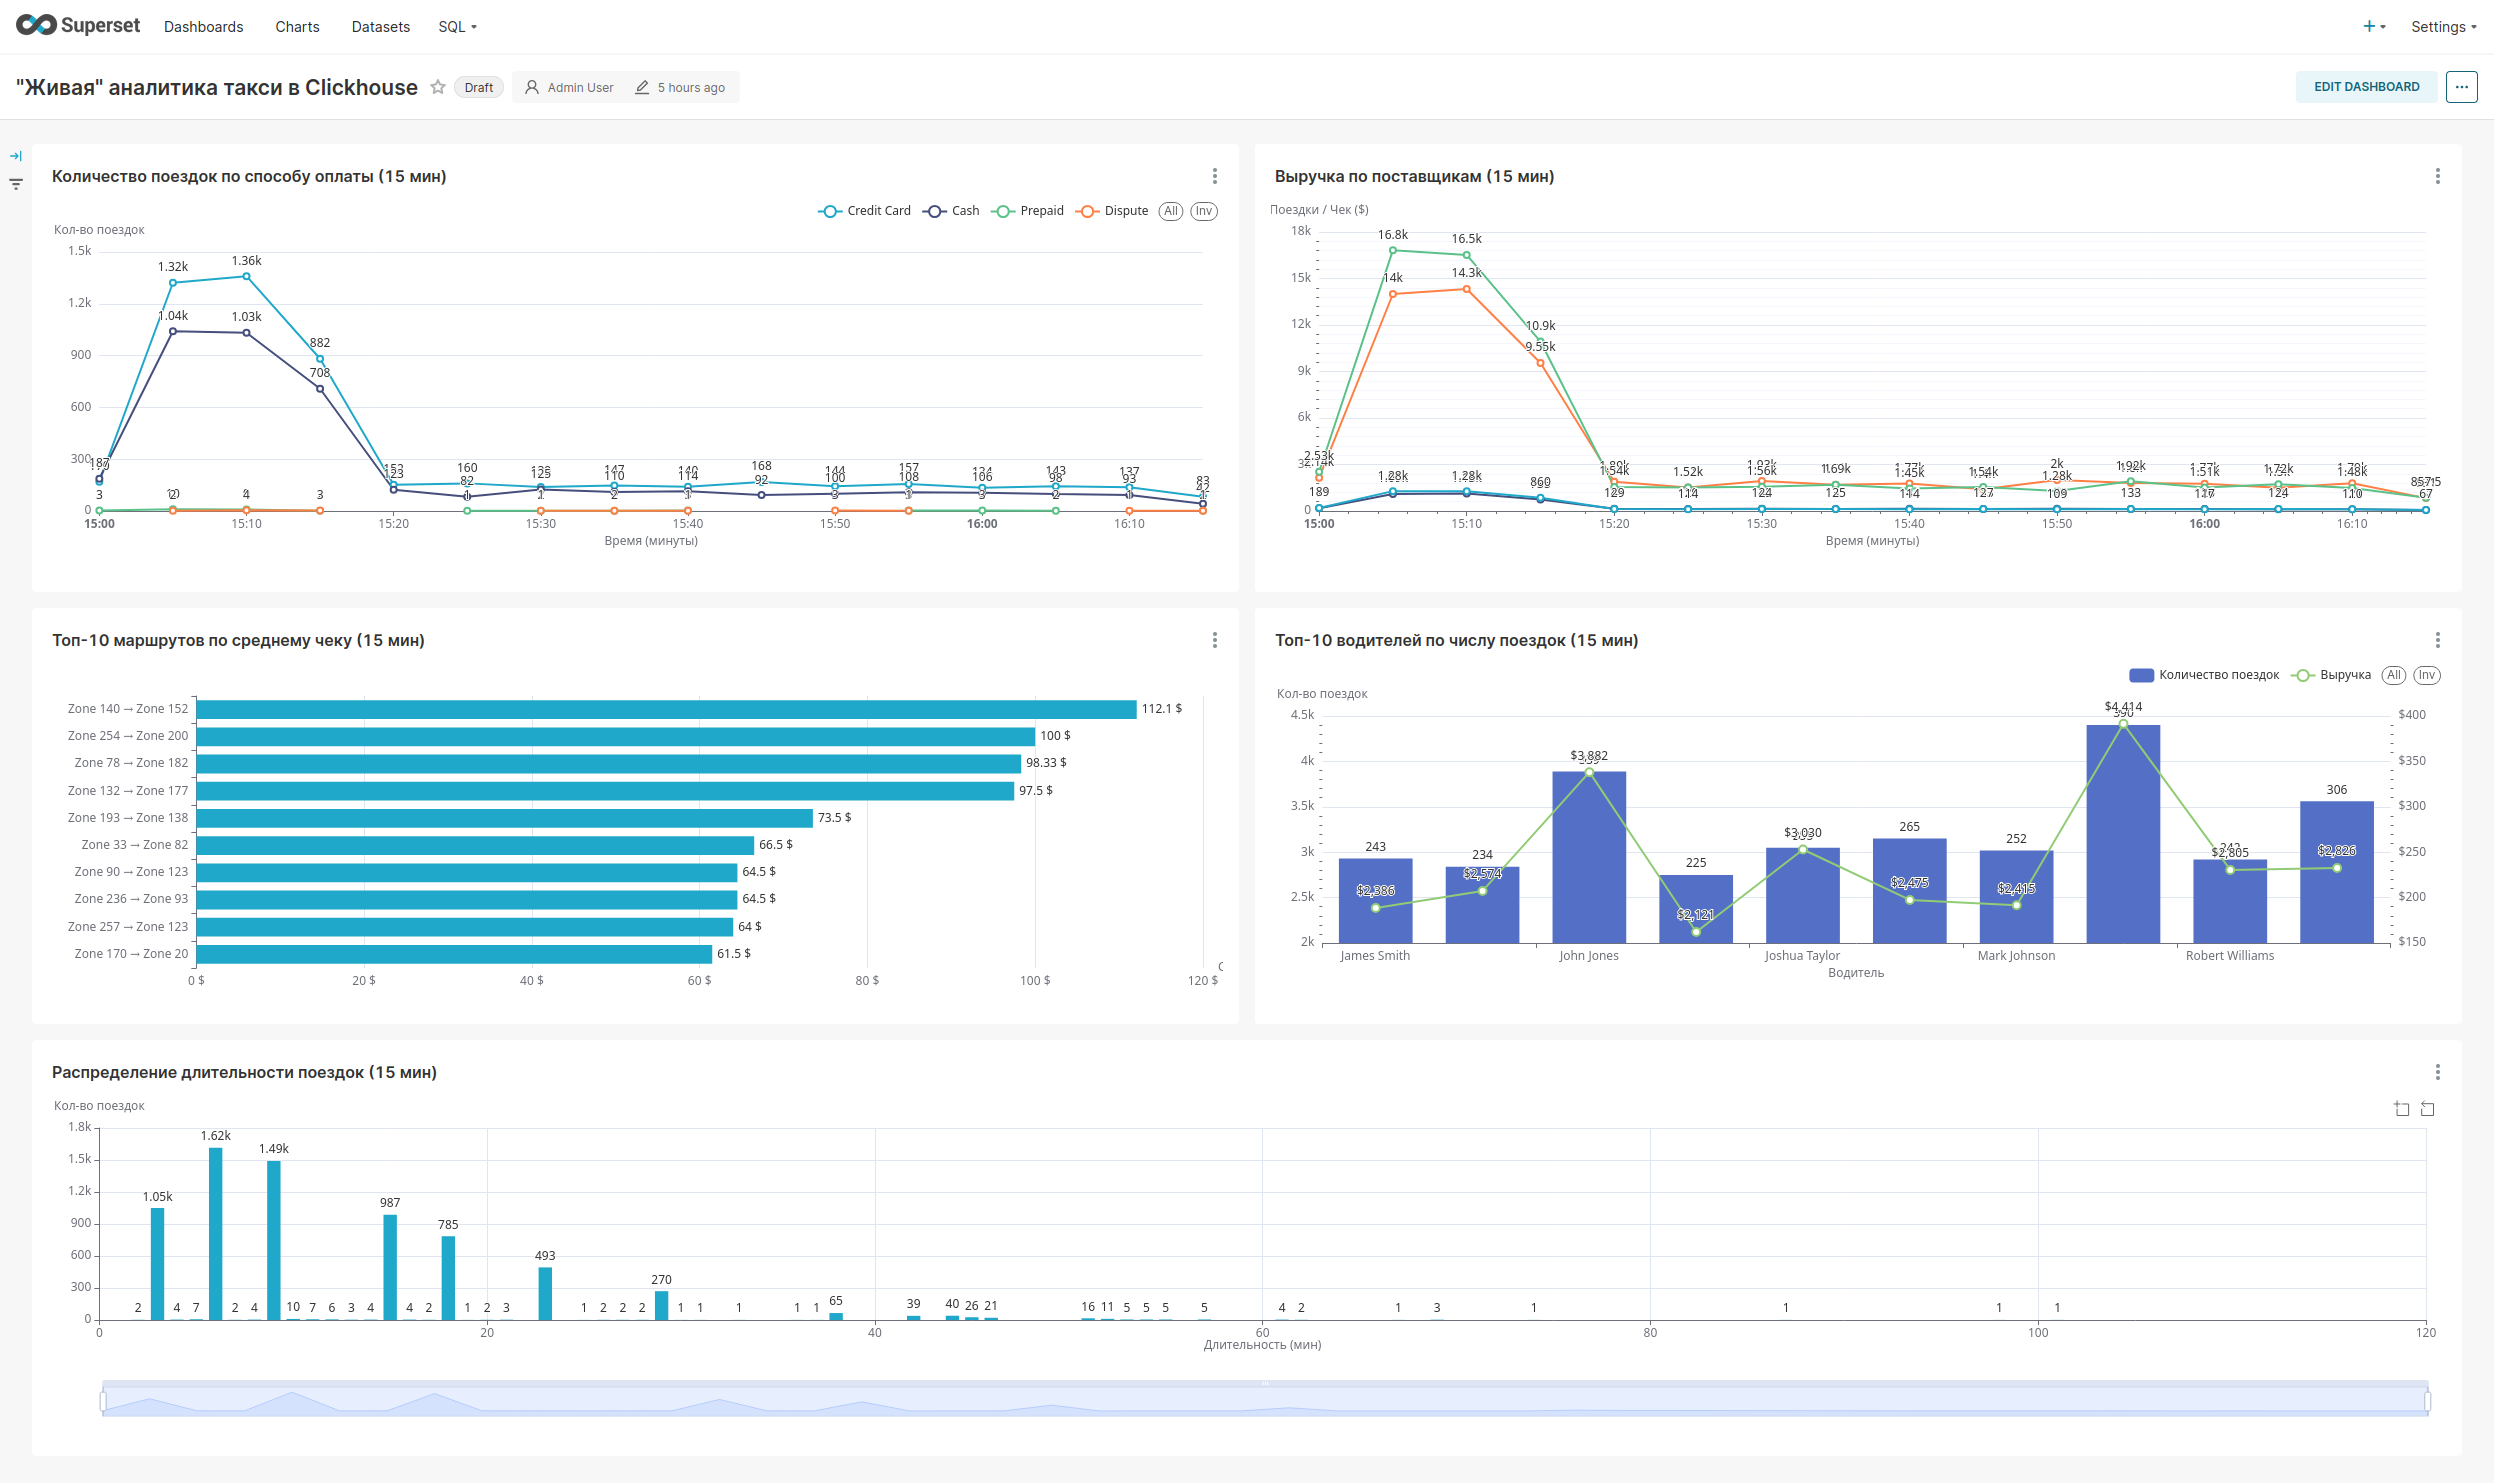 Superset Dashboards Charts Datasets SQL Settings
"Живая" аналитика такси в Clickhouse Draft Admin User 5 hours ago EDIT DASHBOARD
Количество поездок по способу оплаты (15 мин)
Credit Card Cash Prepaid Dispute All Inv
Кол-во поездок
1.5k
1.2k
900
600
300
0
1.32k 1.36k
1.04k 1.03k
882
708
187
123 160 82 125 147 110 114 168 92 144 100 157 108 106 143 98 137 93 83 42
3 4 3
15:00 15:10 15:20 15:30 15:40 15:50 16:00 16:10
Время (минуты)
Выручка по поставщикам (15 мин)
Поездки / Чек ($)
18k
15k
12k
9k
6k
0
16.8k 16.5k
14k 14.3k
10.9k
9.55k
2.53k
1.28k 1.28k 860 1.54k 1.52k 1.56k 1.69k 1.45k 1.54k 2k 1.28k 1.92k 1.51k 1.72k 1.48k
189 129 114 124 125 114 127 109 133 124 110 67
15:00 15:10 15:20 15:30 15:40 15:50 16:00 16:10
Время (минуты)
Топ-10 маршрутов по среднему чеку (15 мин)
Zone 140 → Zone 152 112.1 $
Zone 254 → Zone 200 100 $
Zone 78 → Zone 182 98.33 $
Zone 132 → Zone 177 97.5 $
Zone 193 → Zone 138 73.5 $
Zone 33 → Zone 82 66.5 $
Zone 90 → Zone 123 64.5 $
Zone 236 → Zone 93 64.5 $
Zone 257 → Zone 123 64 $
Zone 170 → Zone 20 61.5 $
0 $ 20 $ 40 $ 60 $ 80 $ 100 $ 120 $
Топ-10 водителей по числу поездок (15 мин)
Количество поездок Выручка All Inv
Кол-во поездок
4.5k $400
4k $350
3.5k $300
3k $250
2.5k $200
2k $150
243 234 225 265 252 306
$2,386 $2,574 $3,882 $2,121 $3,030 $2,475 $2,415 $4,414 $2,805 $2,826
James Smith John Jones Joshua Taylor Mark Johnson Robert Williams
Водитель
Распределение длительности поездок (15 мин)
Кол-во поездок
1.8k
1.5k
1.2k
900
600
300
0
2 1.05k 4 7 1.62k 2 4 1.49k 10 7 6 3 4 987 4 2 785 1 2 3 493 1 2 2 2 270 1 1 1 1 1 65 39 40 26 21 16 11 5 5 5 5 4 2 1 3 1 1 1 1
0 20 40 60 80 100 120
Длительность (мин)